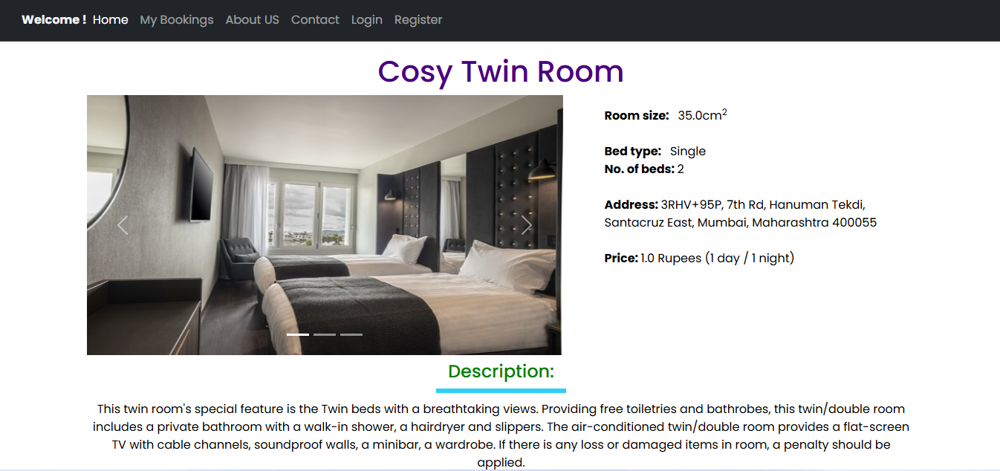 Welcome ! Home My Bookings About US Contact Login Register
Cosy Twin Room
Room size: 35.0cm²
Bed type: Single
No. of beds: 2
Address: 3RHV+95P, 7th Rd, Hanuman Tekdi,
Santacruz East, Mumbai, Maharashtra 400055
Price: 1.0 Rupees (1 day / 1 night)
Description:
This twin room's special feature is the Twin beds with a breathtaking views. Providing free toiletries and bathrobes, this twin/double room
includes a private bathroom with a walk-in shower, a hairdryer and slippers. The air-conditioned twin/double room provides a flat-screen
TV with cable channels, soundproof walls, a minibar, a wardrobe. If there is any loss or damaged items in room, a penalty should be
applied.